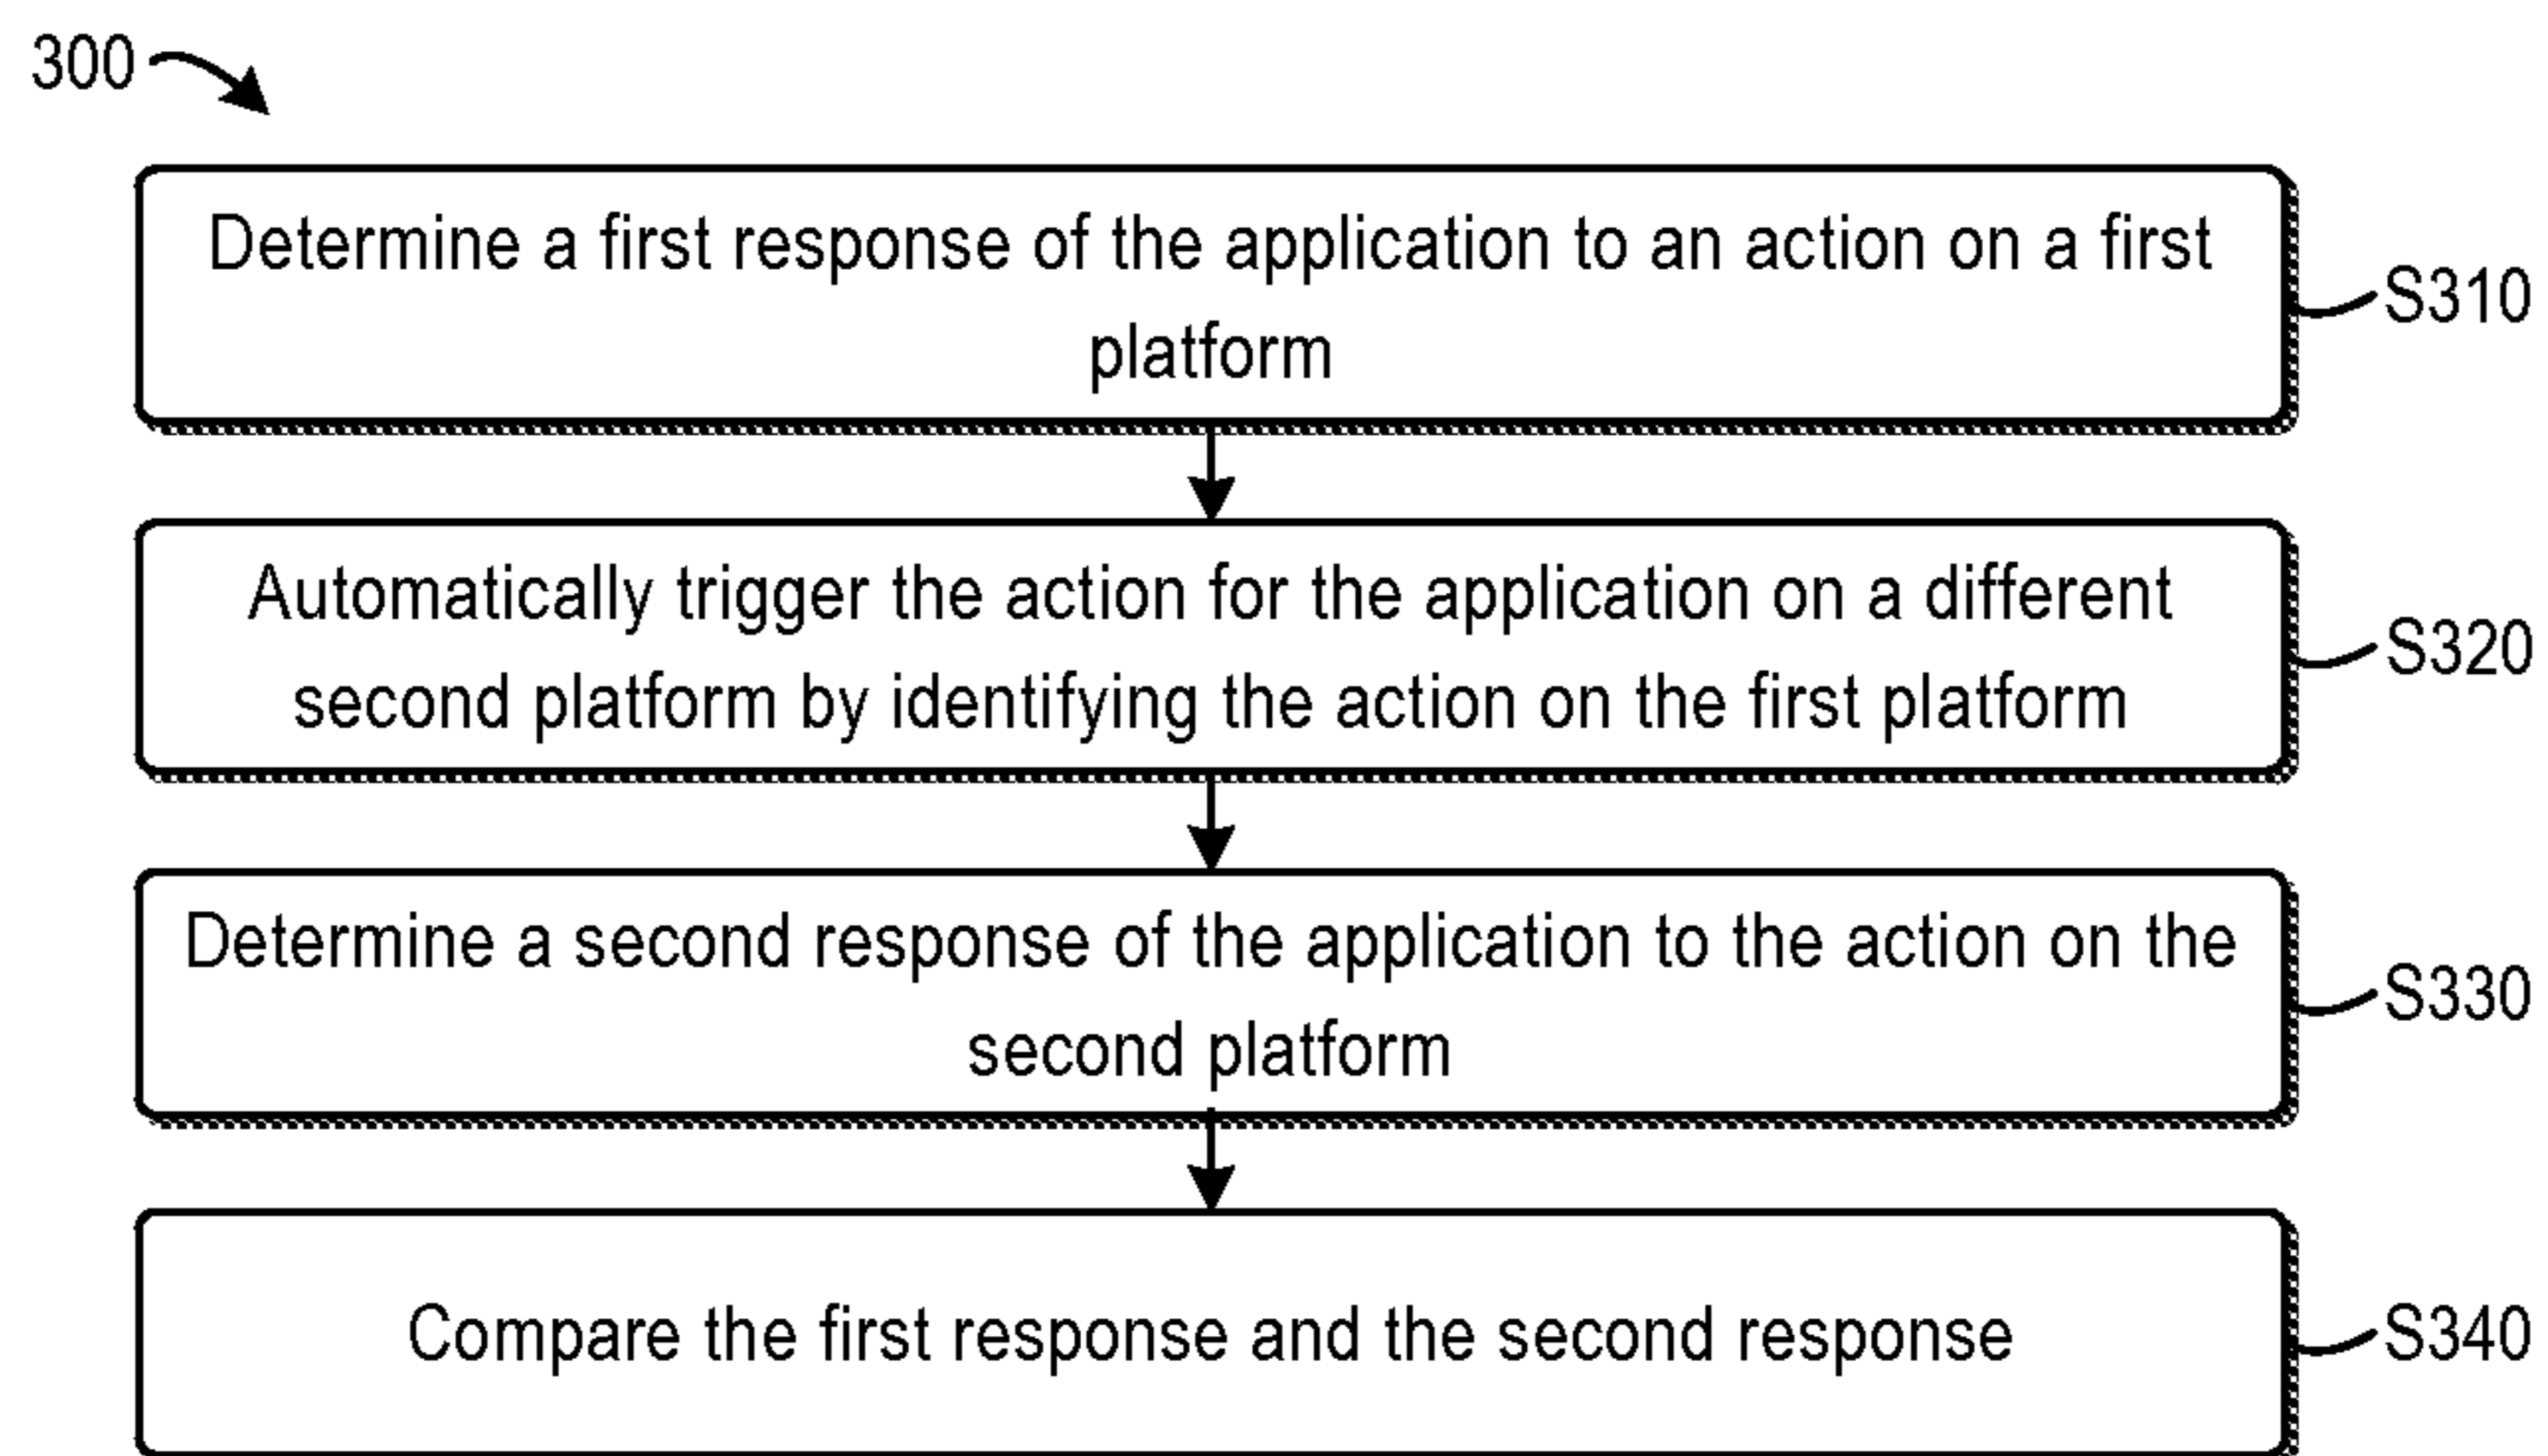 300
Determine a first response of the application to an action on a first
platform
S310
Automatically trigger the action for the application on a different
second platform by identifying the action on the first platform
S320
Determine a second response of the application to the action on the
second platform
S330
Compare the first response and the second response
S340